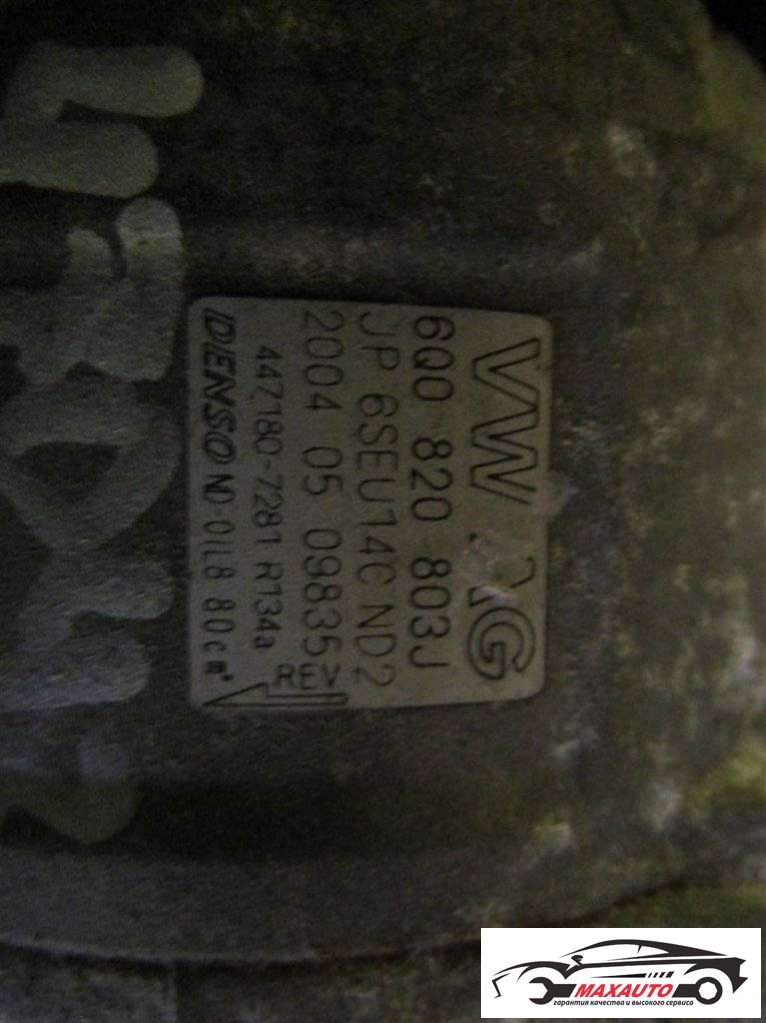 VW AG
6Q0 820 803J
JP 6SEU14C ND2
2004 05 09835
REV
447180-7281 R134a
DENSO ND OIL8 80cm³
MAXAUTO
гарантия качества и высокого сервиса